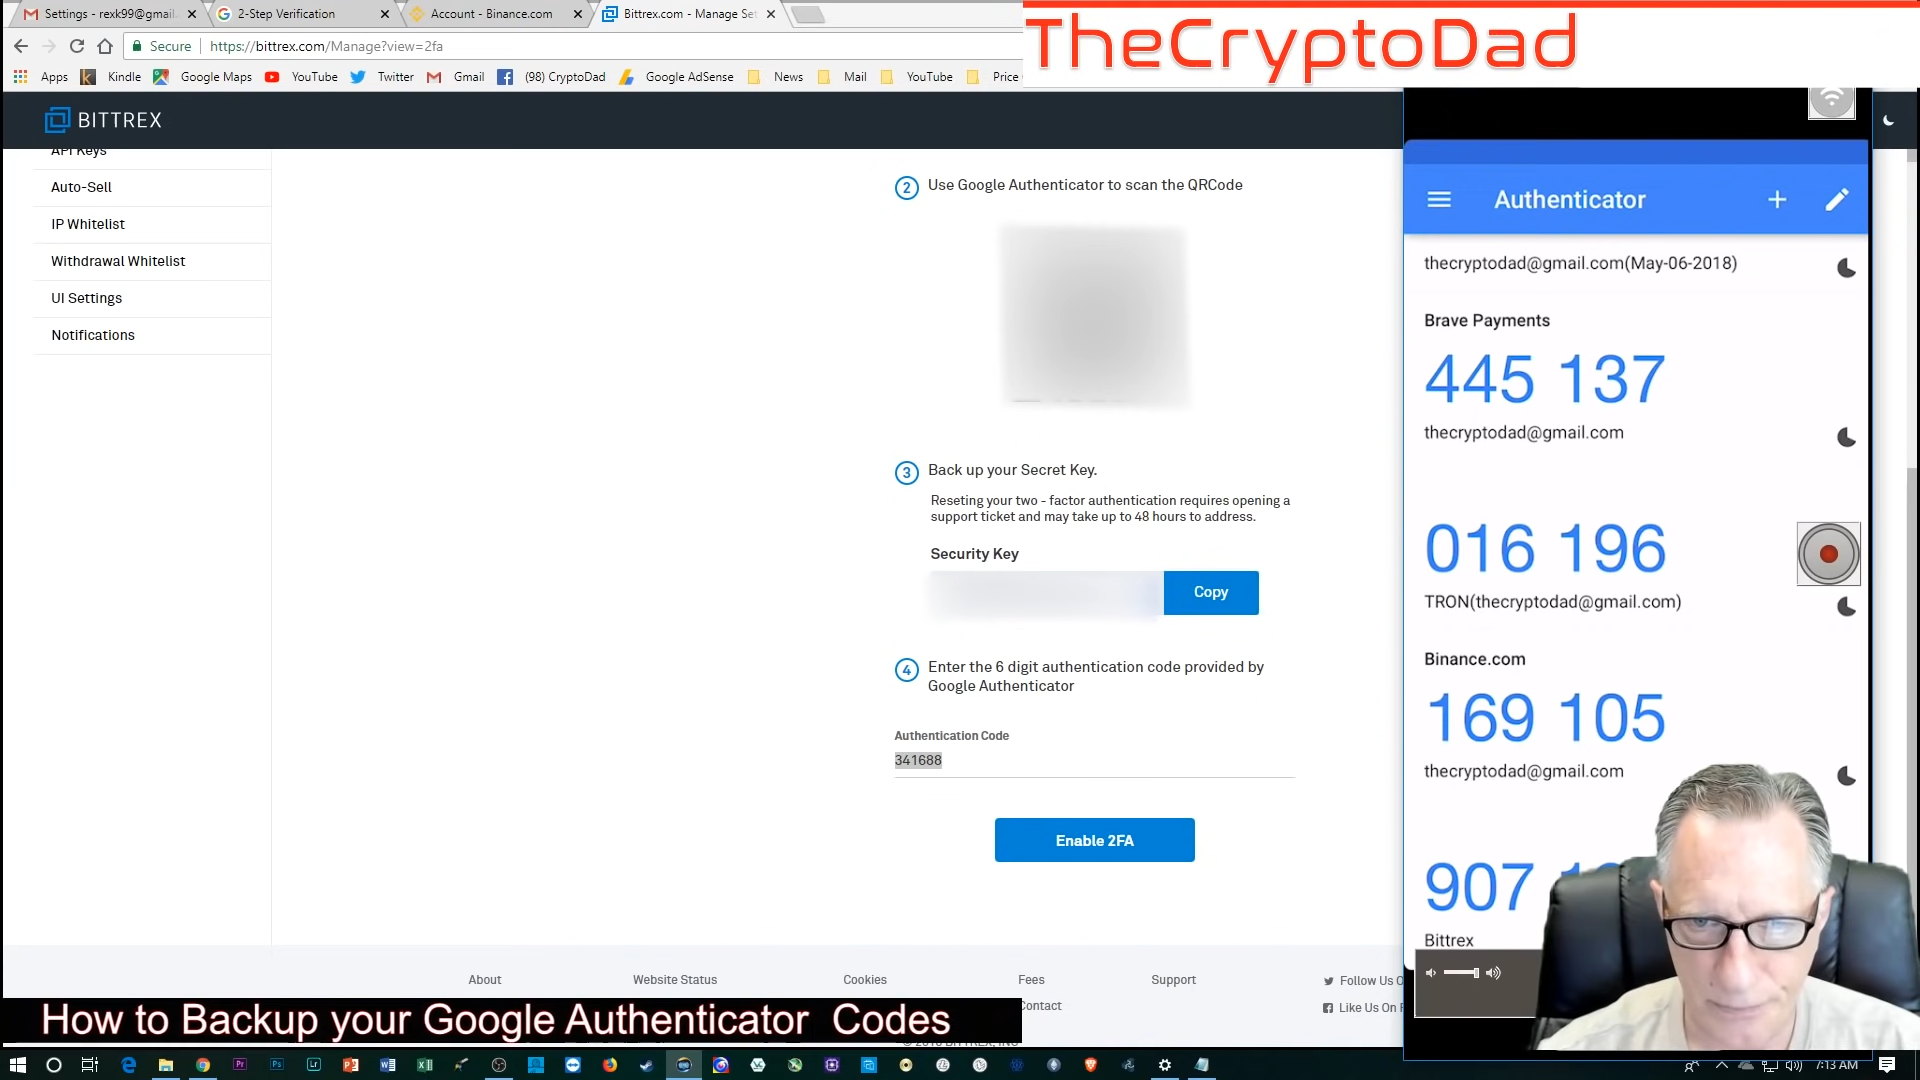 Settings - rexk99@gmail.
2-Step Verification
Account - Binance.com
Bittrex.com - Manage Set
TheCryptoDad
Secure
https://bittrex.com/Manage?view=2fa
Apps
Kindle
Google Maps
YouTube
Twitter
Gmail
(98) CryptoDad
Google AdSense
News
Mail
YouTube
Price
BITTREX
API Keys
Auto-Sell
IP Whitelist
Withdrawal Whitelist
UI Settings
Notifications
2
Use Google Authenticator to scan the QRCode
3
Back up your Secret Key.
Reseting your two - factor authentication requires opening a
support ticket and may take up to 48 hours to address.
Security Key
Copy
4
Enter the 6 digit authentication code provided by
Google Authenticator
Authentication Code
341688
Enable 2FA
Authenticator
thecryptodad@gmail.com(May-06-2018)
Brave Payments
445 137
thecryptodad@gmail.com
016 196
TRON(thecryptodad@gmail.com)
Binance.com
169 105
thecryptodad@gmail.com
907
Bittrex
About
Website Status
Cookies
Fees
Support
Follow Us O
Contact
Like Us On F
How to Backup your Google Authenticator Codes
7:13 AM